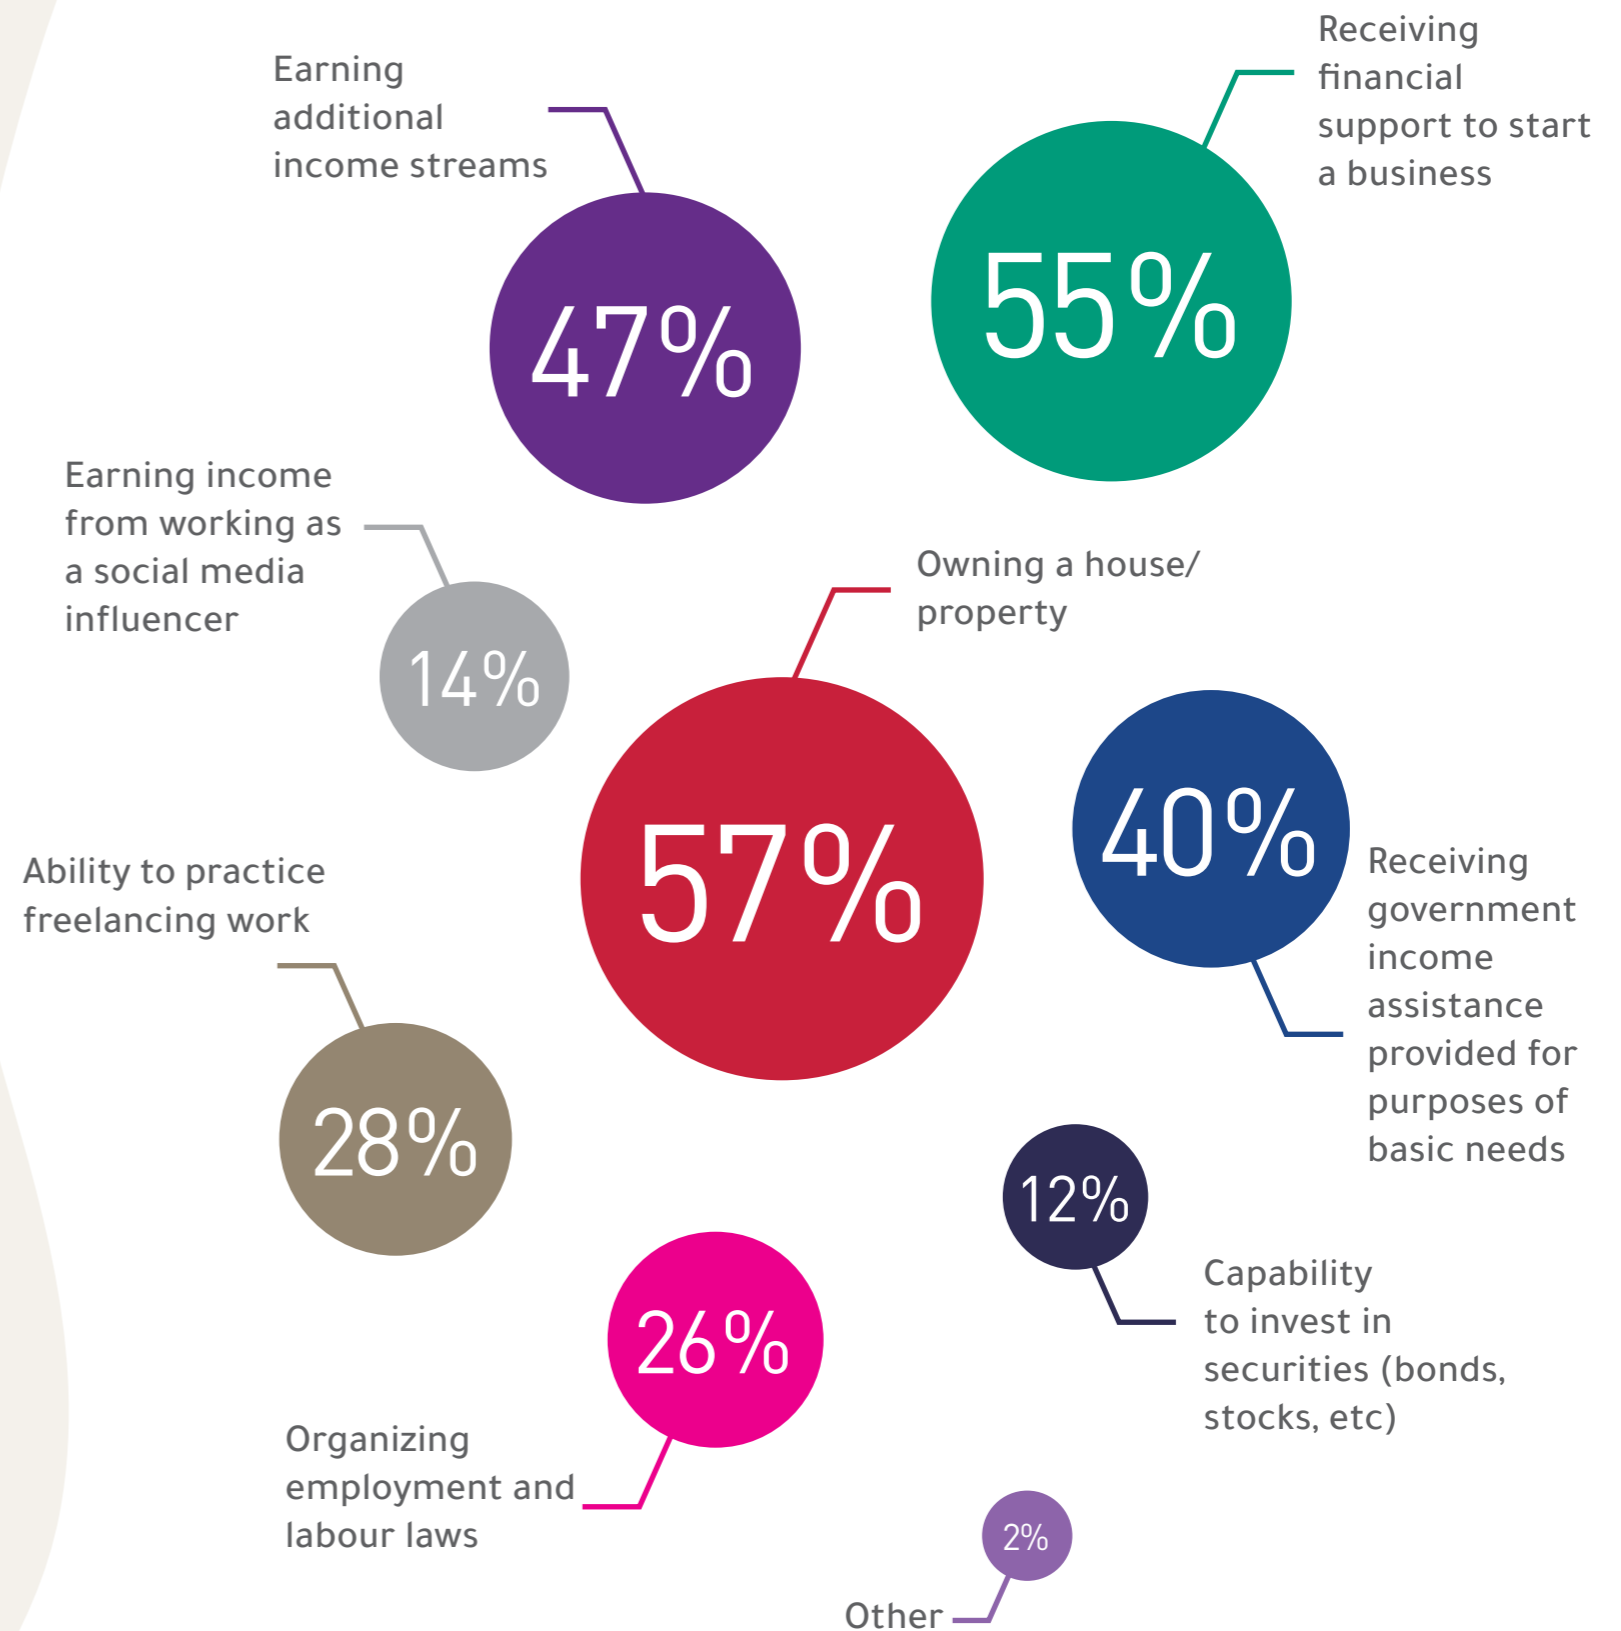 Earning
additional
income streams
47%
Receiving
financial
support to start
a business
55%
Earning income
from working as
a social media
influencer
14%
Owning a house/
property
57%
40%
Receiving
government
income
assistance
provided for
purposes of
basic needs
Ability to practice
freelancing work
28%
12%
Capability
to invest in
securities (bonds,
stocks, etc)
26%
Organizing
employment and
labour laws
2%
Other